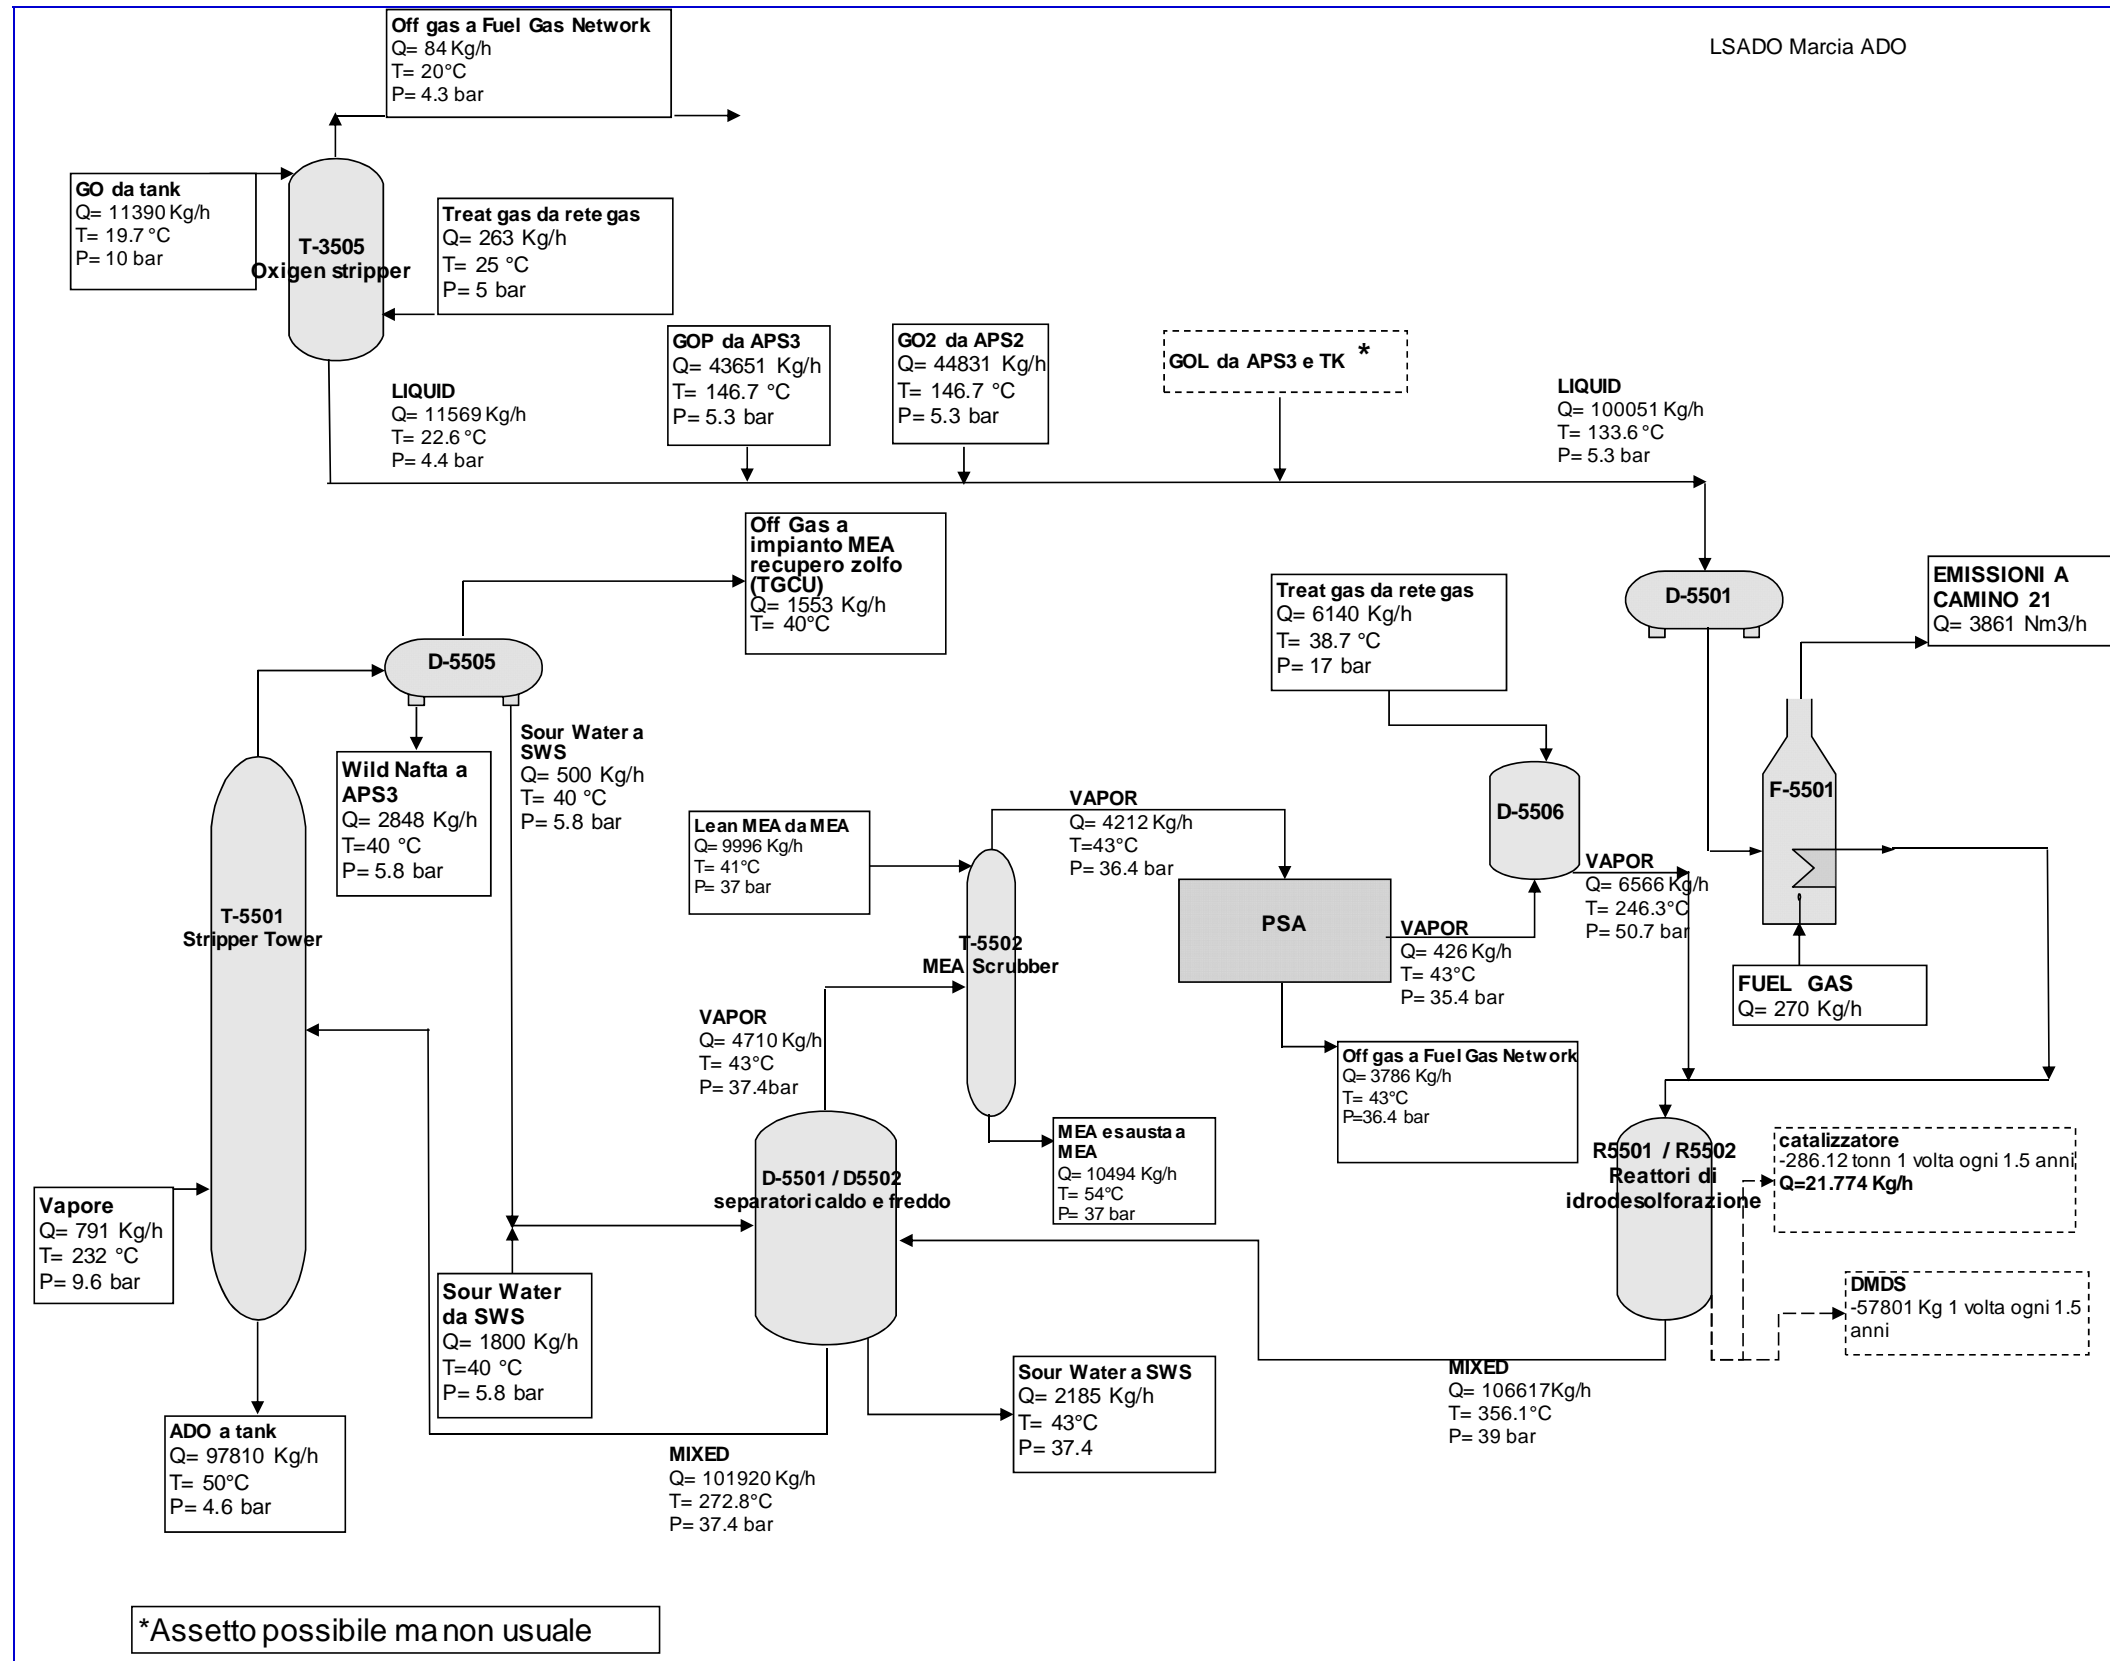 Off gas a Fuel Gas Network
Q= 84 Kg/h
T= 20°C
P= 4.3 bar
LSADO Marcia ADO
GO da tank
Q= 11390 Kg/h
T= 19.7 °C
P= 10 bar
T-3505
Oxigen stripper
Treat gas da rete gas
Q= 263 Kg/h
T= 25 °C
P= 5 bar
LIQUID
Q= 11569 Kg/h
T= 22.6 °C
P= 4.4 bar
GOP da APS3
Q= 43651 Kg/h
T= 146.7 °C
P= 5.3 bar
GO2 da APS2
Q= 44831 Kg/h
T= 146.7 °C
P= 5.3 bar
GOL da APS3 e TK *
LIQUID
Q= 100051 Kg/h
T= 133.6 °C
P= 5.3 bar
Off Gas a
impianto MEA
recupero zolfo
(TGCU)
Q= 1553 Kg/h
T= 40°C
D-5505
Treat gas da rete gas
Q= 6140 Kg/h
T= 38.7 °C
P= 17 bar
D-5501
EMISSIONI A
CAMINO 21
Q= 3861 Nm3/h
Wild Nafta a
APS3
Q= 2848 Kg/h
T=40 °C
P= 5.8 bar
Sour Water a
SWS
Q= 500 Kg/h
T= 40 °C
P= 5.8 bar
Lean MEA da MEA
Q= 9996 Kg/h
T= 41°C
P= 37 bar
VAPOR
Q= 4212 Kg/h
T=43°C
P= 36.4 bar
D-5506
F-5501
VAPOR
Q= 6566 Kg/h
T= 246.3°C
P= 50.7 bar
T-5501
Stripper Tower
T-5502
MEA Scrubber
PSA
VAPOR
Q= 426 Kg/h
T= 43°C
P= 35.4 bar
FUEL GAS
Q= 270 Kg/h
VAPOR
Q= 4710 Kg/h
T= 43°C
P= 37.4bar
Off gas a Fuel Gas Network
Q= 3786 Kg/h
T= 43°C
P=36.4 bar
MEA esausta a
MEA
Q= 10494 Kg/h
T= 54°C
P= 37 bar
D-5501 / D5502
separatori caldo e freddo
R5501 / R5502
Reattori di
idrodesolforazione
catalizzatore
-286.12 tonn 1 volta ogni 1.5 anni
Q=21.774 Kg/h
Vapore
Q= 791 Kg/h
T= 232 °C
P= 9.6 bar
Sour Water
da SWS
Q= 1800 Kg/h
T=40 °C
P= 5.8 bar
DMDS
-57801 Kg 1 volta ogni 1.5
anni
Sour Water a SWS
Q= 2185 Kg/h
T= 43°C
P= 37.4
MIXED
Q= 106617Kg/h
T= 356.1°C
P= 39 bar
ADO a tank
Q= 97810 Kg/h
T= 50°C
P= 4.6 bar
MIXED
Q= 101920 Kg/h
T= 272.8°C
P= 37.4 bar
*Assetto possibile ma non usuale